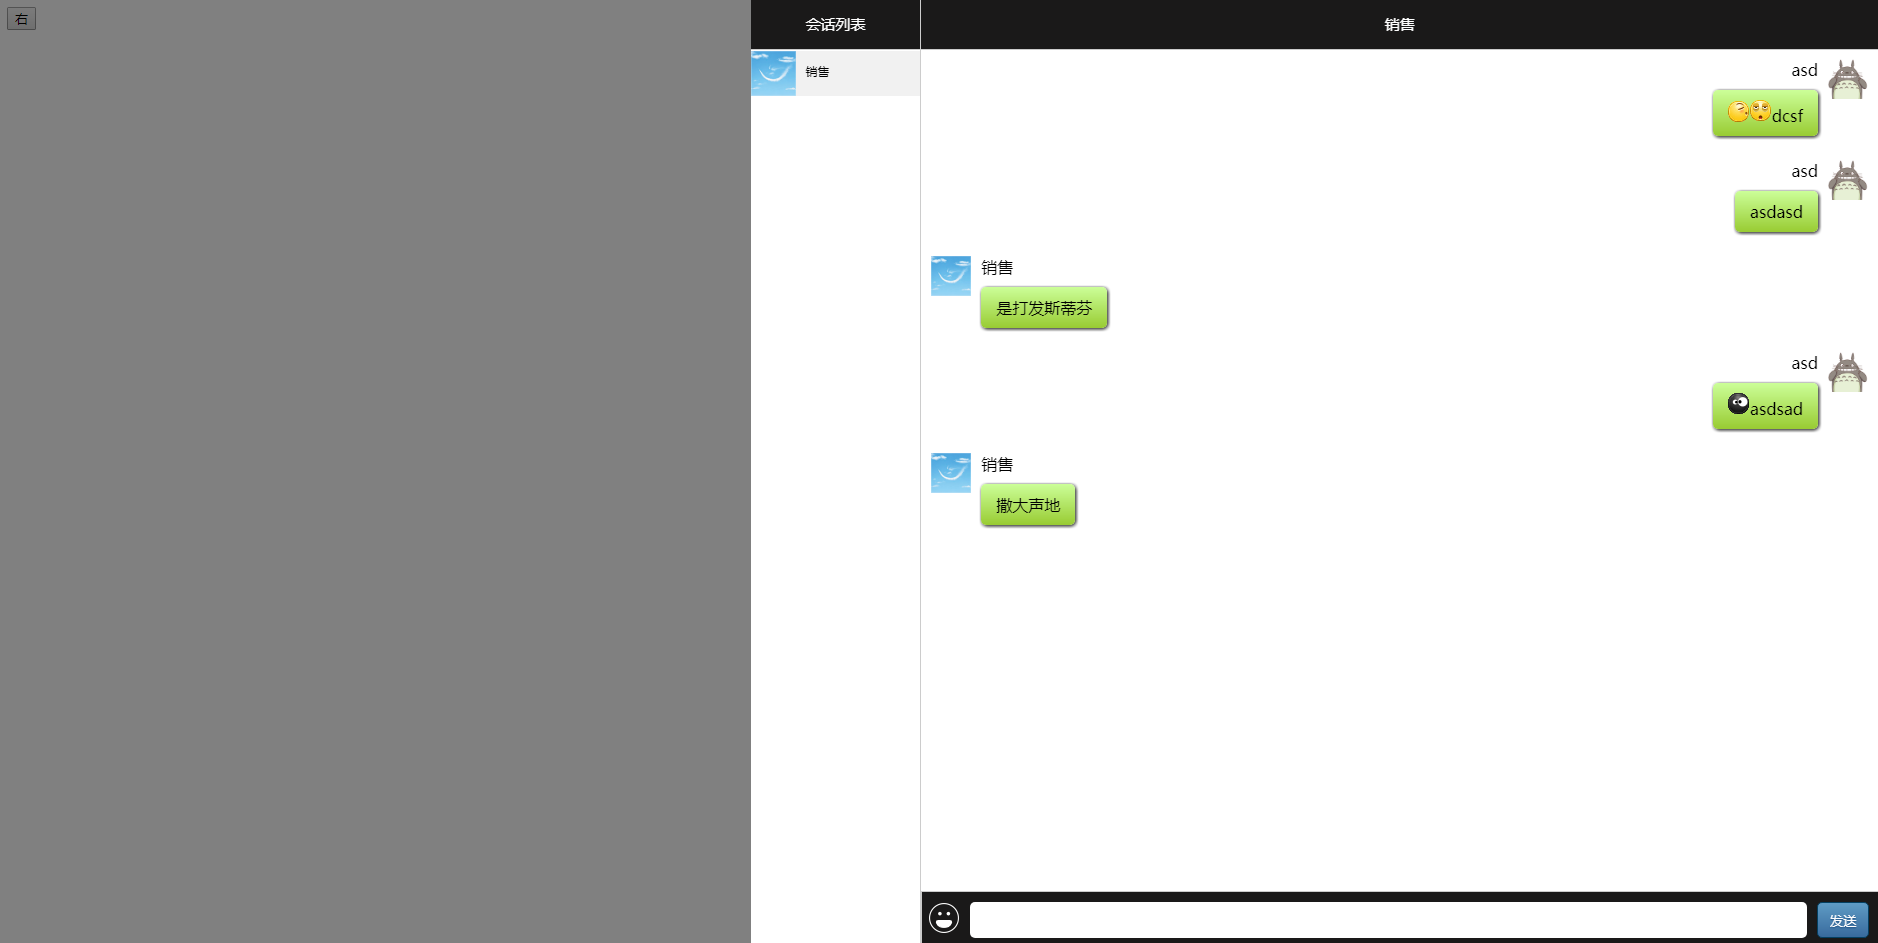 右
会话列表
销售
销售
asd
dcsf
asd
asdasd
销售
是打发斯蒂芬
asd
asdsad
销售
撒大声地
发送